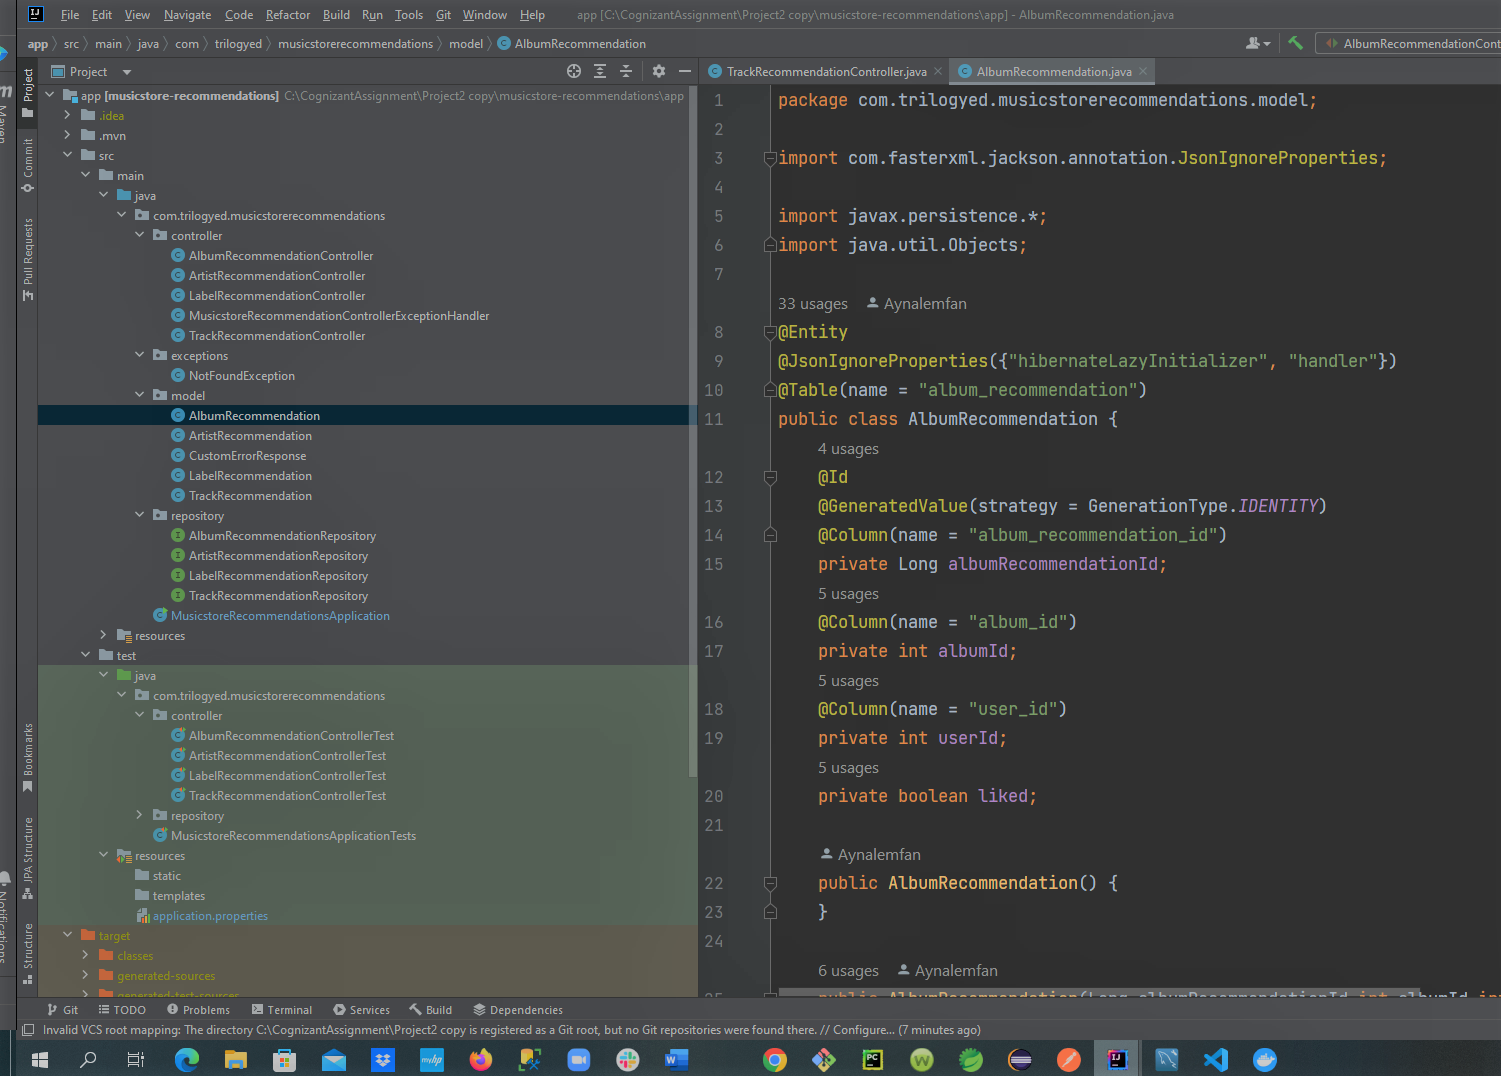 File Edit View Navigate Code Refactor Build Run Tools Git Window Help app [C:\CognizantAssignment\Project2 copy\musicstore-recommendations\app] - AlbumRecommendation.java
app src main java com trilogyed musicstorerecommendations model AlbumRecommendation AlbumRecommendationCont
Project
TrackRecommendationController.java AlbumRecommendation.java
Project
Commit
Pull Requests
Bookmarks
JPA Structure
Structure
Maven
Notifications
app [musicstore-recommendations] C:\CognizantAssignment\Project2 copy\musicstore-recommendations\app
.idea
.mvn
src
main
java
com.trilogyed.musicstorerecommendations
controller
AlbumRecommendationController
ArtistRecommendationController
LabelRecommendationController
MusicstoreRecommendationControllerExceptionHandler
TrackRecommendationController
exceptions
NotFoundException
model
AlbumRecommendation
ArtistRecommendation
CustomErrorResponse
LabelRecommendation
TrackRecommendation
repository
AlbumRecommendationRepository
ArtistRecommendationRepository
LabelRecommendationRepository
TrackRecommendationRepository
MusicstoreRecommendationsApplication
resources
test
java
com.trilogyed.musicstorerecommendations
controller
AlbumRecommendationControllerTest
ArtistRecommendationControllerTest
LabelRecommendationControllerTest
TrackRecommendationControllerTest
repository
MusicstoreRecommendationsApplicationTests
resources
static
templates
application.properties
target
classes
generated-sources
generated-test-sources
1 package com.trilogyed.musicstorerecommendations.model;
2
3 import com.fasterxml.jackson.annotation.JsonIgnoreProperties;
4
5 import javax.persistence.*;
6 import java.util.Objects;
7
33 usages Aynalemfan
8 @Entity
9 @JsonIgnoreProperties({"hibernateLazyInitializer", "handler"})
10 @Table(name = "album_recommendation")
11 public class AlbumRecommendation {
4 usages
12 @Id
13 @GeneratedValue(strategy = GenerationType.IDENTITY)
14 @Column(name = "album_recommendation_id")
15 private Long albumRecommendationId;
5 usages
16 @Column(name = "album_id")
17 private int albumId;
5 usages
18 @Column(name = "user_id")
19 private int userId;
5 usages
20 private boolean liked;
21
Aynalemfan
22 public AlbumRecommendation() {
23 }
24
6 usages Aynalemfan
25 public AlbumRecommendation(Long albumRecommendationId, int albumId, int
Git TODO Problems Terminal Services Build Dependencies
Invalid VCS root mapping: The directory C:\CognizantAssignment\Project2 copy is registered as a Git root, but no Git repositories were found there. // Configure... (7 minutes ago)